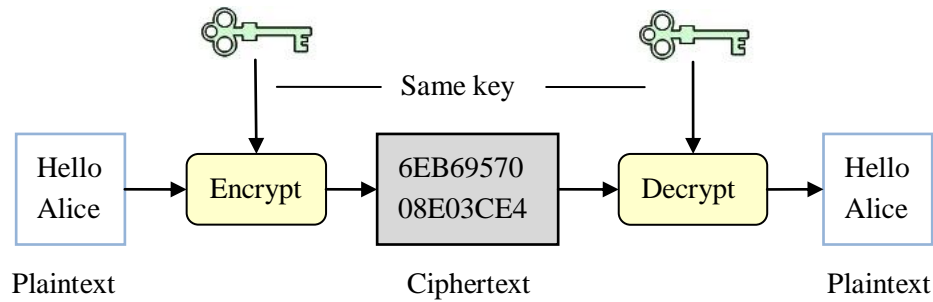 Same key
Hello
Alice
Encrypt
6EB69570
08E03CE4
Decrypt
Hello
Alice
Plaintext
Ciphertext
Plaintext